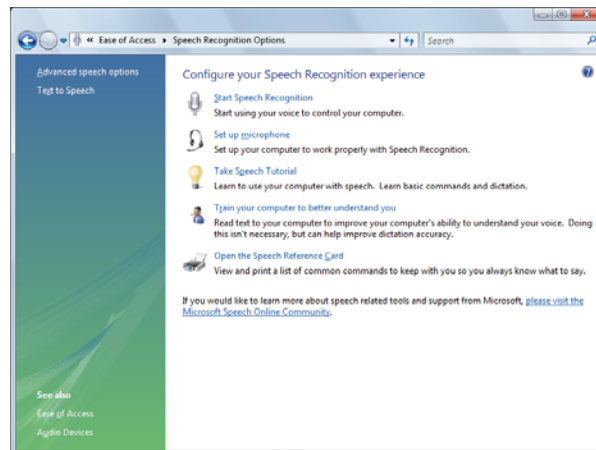 « Ease of Access ▸ Speech Recognition Options
Search
Advanced speech options
Text to Speech
Configure your Speech Recognition experience
Start Speech Recognition
Start using your voice to control your computer.
Set up microphone
Set up your computer to work properly with Speech Recognition.
Take Speech Tutorial
Learn to use your computer with speech. Learn basic commands and dictation.
Train your computer to better understand you
Read text to your computer to improve your computer's ability to understand your voice. Doing
this isn't necessary, but can help improve dictation accuracy.
Open the Speech Reference Card
View and print a list of common commands to keep with you so you always know what to say.
If you would like to learn more about speech related tools and support from Microsoft, please visit the
Microsoft Speech Online Community.
See also
Ease of Access
Audio Devices